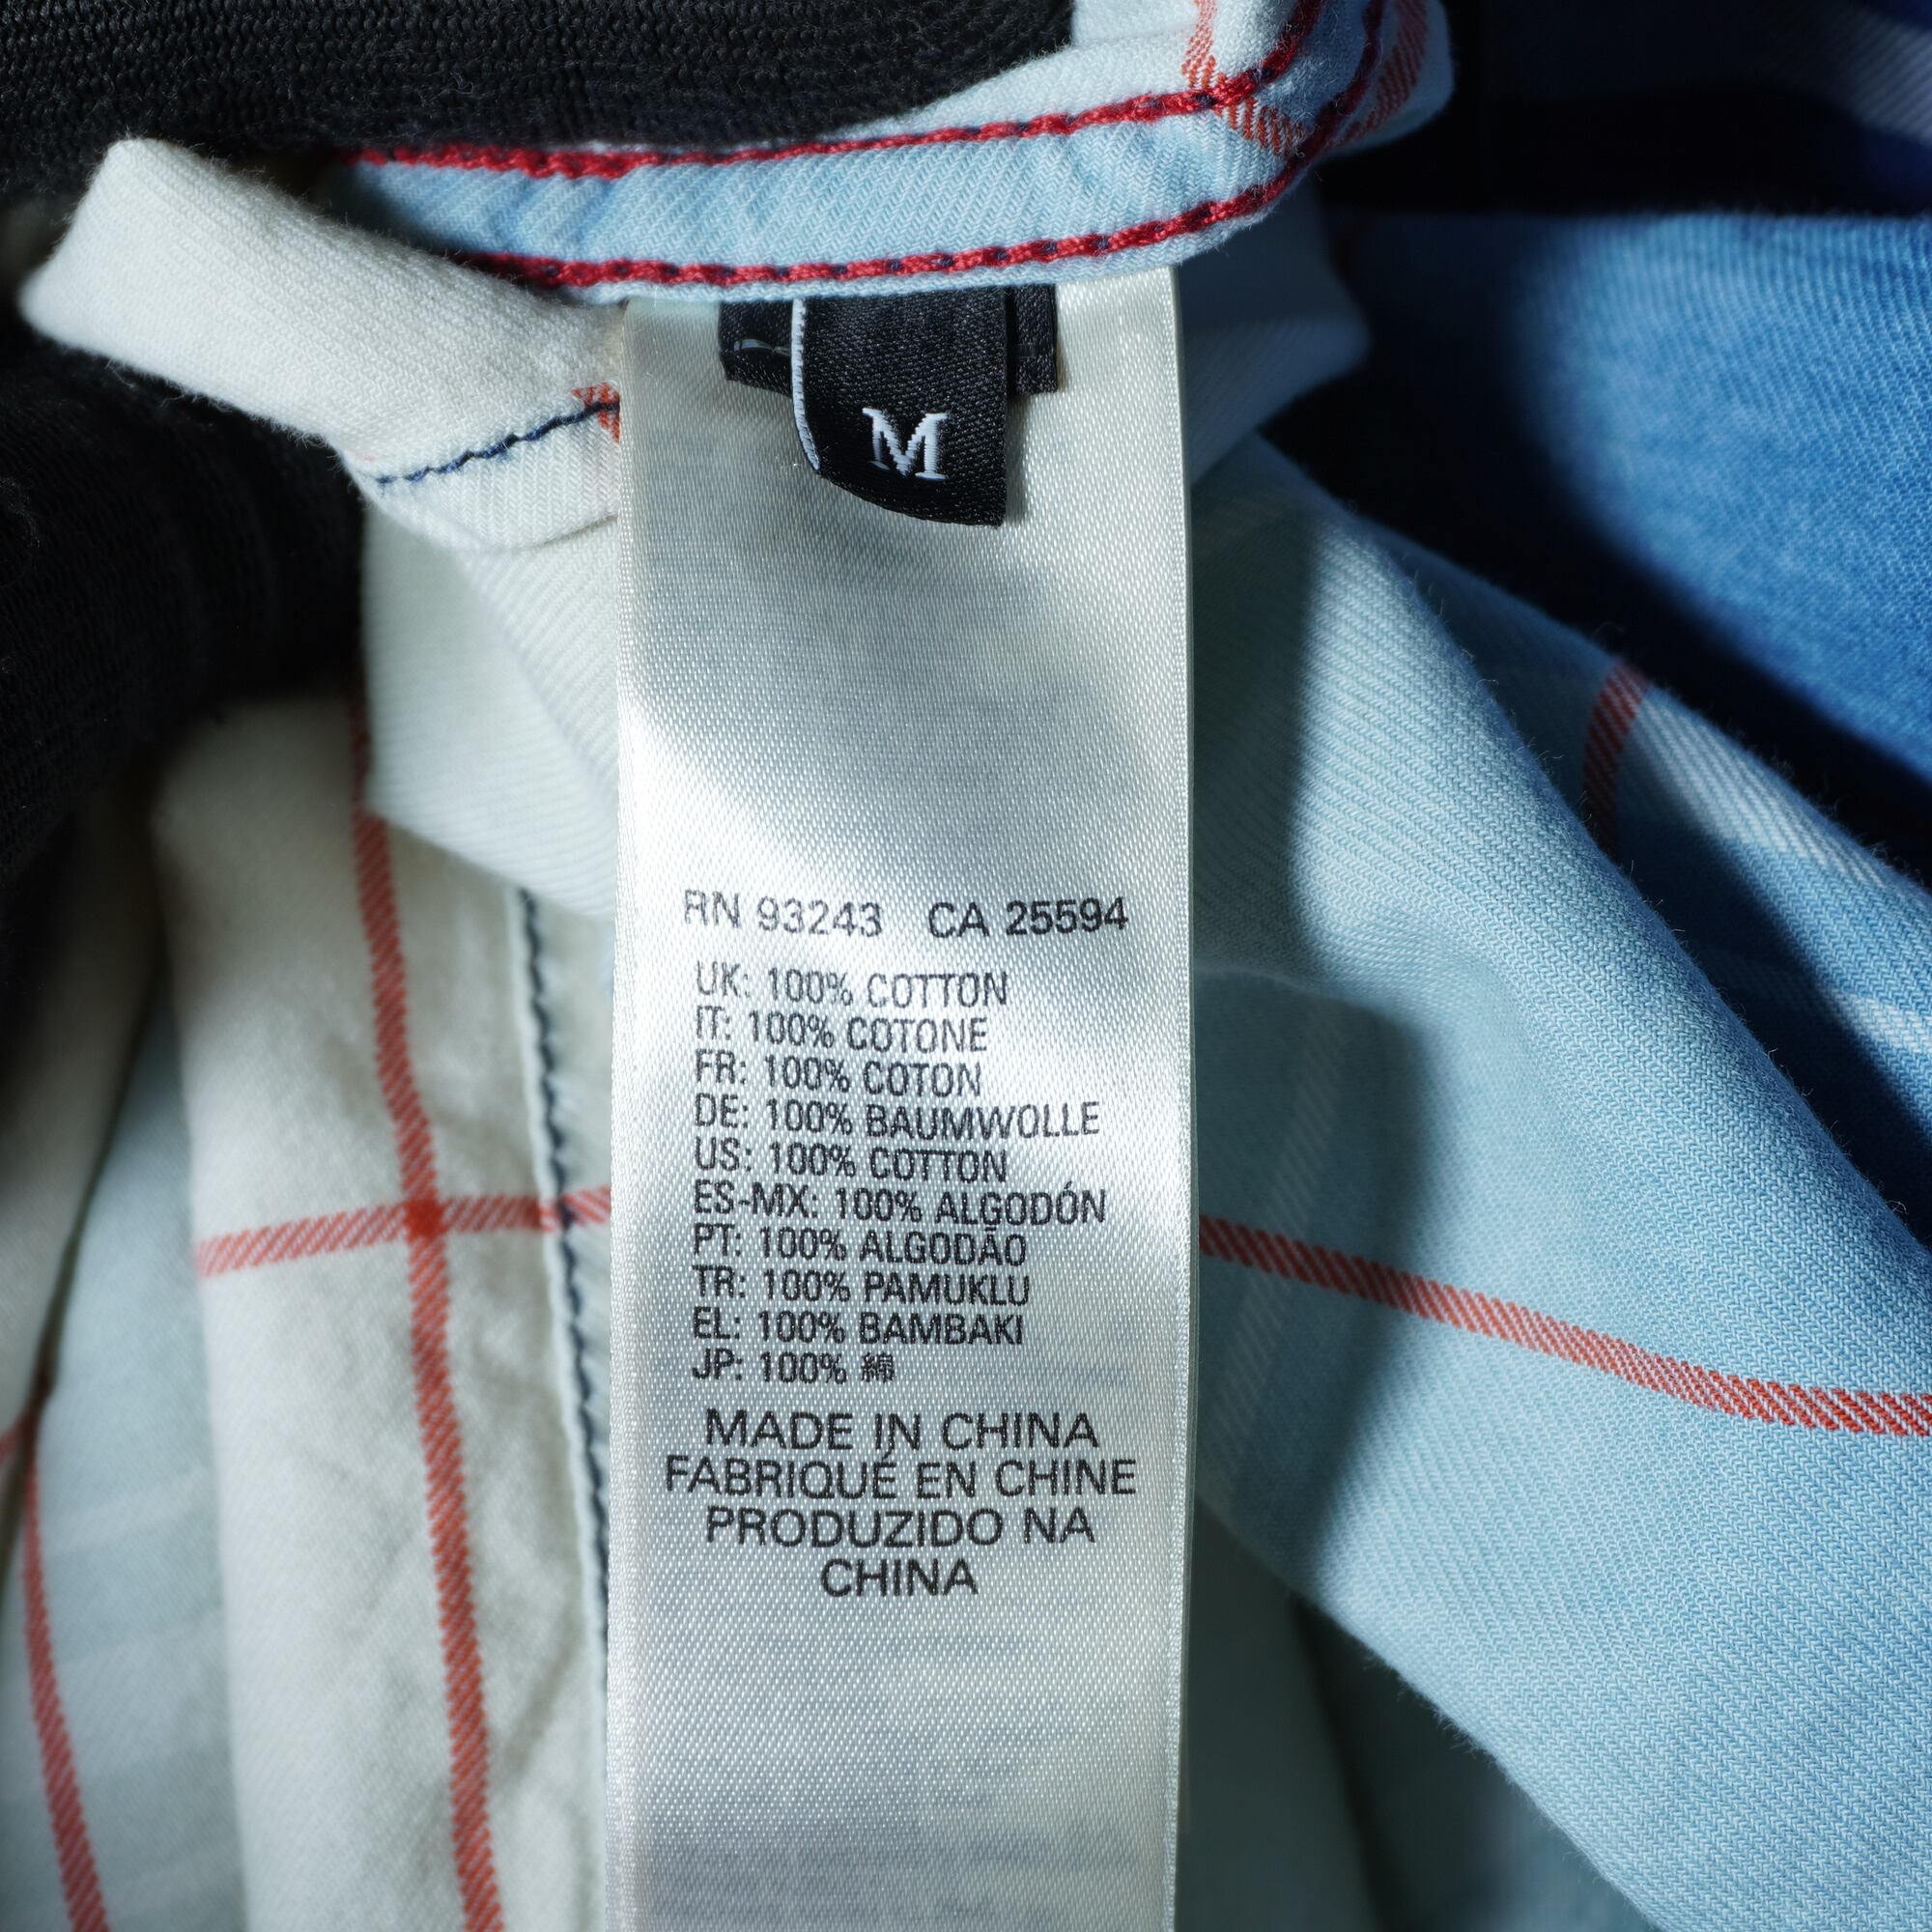 M
RN 93243 CA 25594
UK: 100% COTTON
IT: 100% COTONE
FR: 100% COTON
DE: 100% BAUMWOLLE
US: 100% COTTON
ES-MX: 100% ALGODÓN
PT: 100% ALGODÃO
TR: 100% PAMUKLU
EL: 100% BAMBAKI
JP: 100% 綿
MADE IN CHINA
FABRIQUÉ EN CHINE
PRODUZIDO NA
CHINA